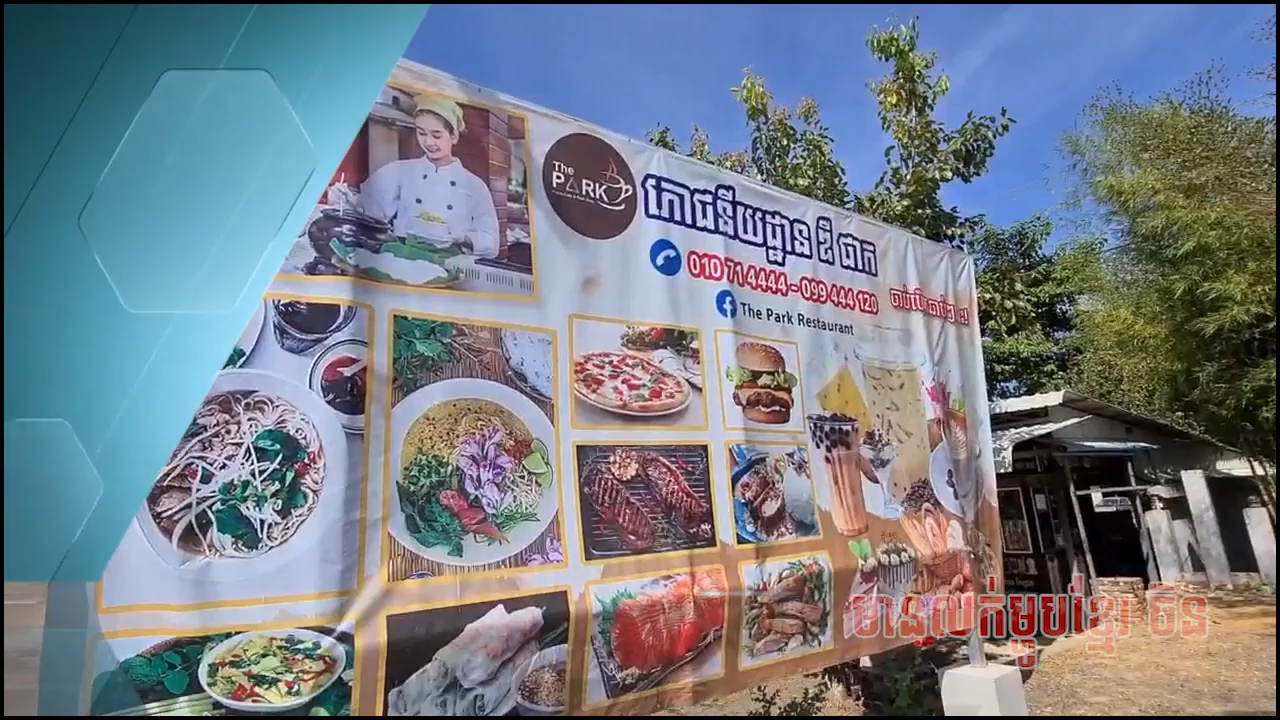 The
PARK
ភោជនីយដ្ឋាន ឌឹ ផាក
010 71 4444 - 099 444 120
The Park Restaurant
មានលក់ម្ហូបខ្មែរ ចិន